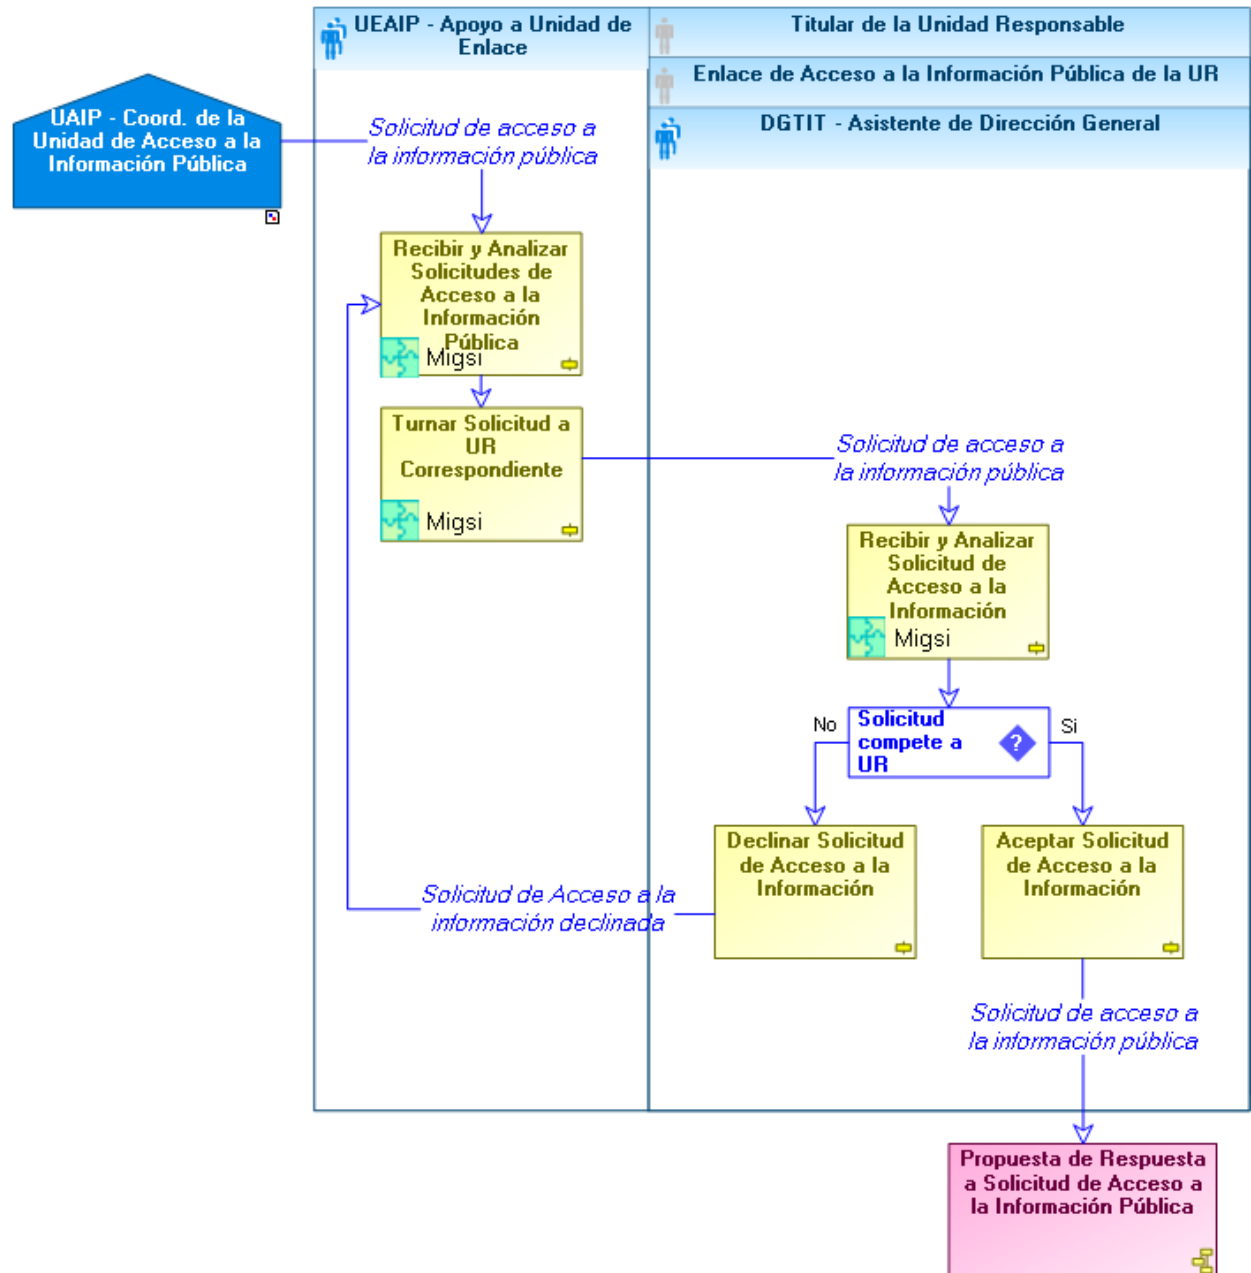 UEAIP - Apoyo a Unidad de
Enlace
Titular de la Unidad Responsable
Enlace de Acceso a la Información Pública de la UR
DGTIT - Asistente de Dirección General
UAIP - Coord. de la
Unidad de Acceso a la
Información Pública
Solicitud de acceso a
la información pública
Recibir y Analizar
Solicitudes de
Acceso a la
Información
Pública
Migsi
Turnar Solicitud a
UR
Correspondiente
Migsi
Solicitud de acceso a
la información pública
Recibir y Analizar
Solicitud de
Acceso a la
Información
Migsi
No
Solicitud
compete a
UR
?
Si
Declinar Solicitud
de Acceso a la
Información
Aceptar Solicitud
de Acceso a la
Información
Solicitud de Acceso a la
información declinada
Solicitud de acceso a
la información pública
Propuesta de Respuesta
a Solicitud de Acceso a
la Información Pública